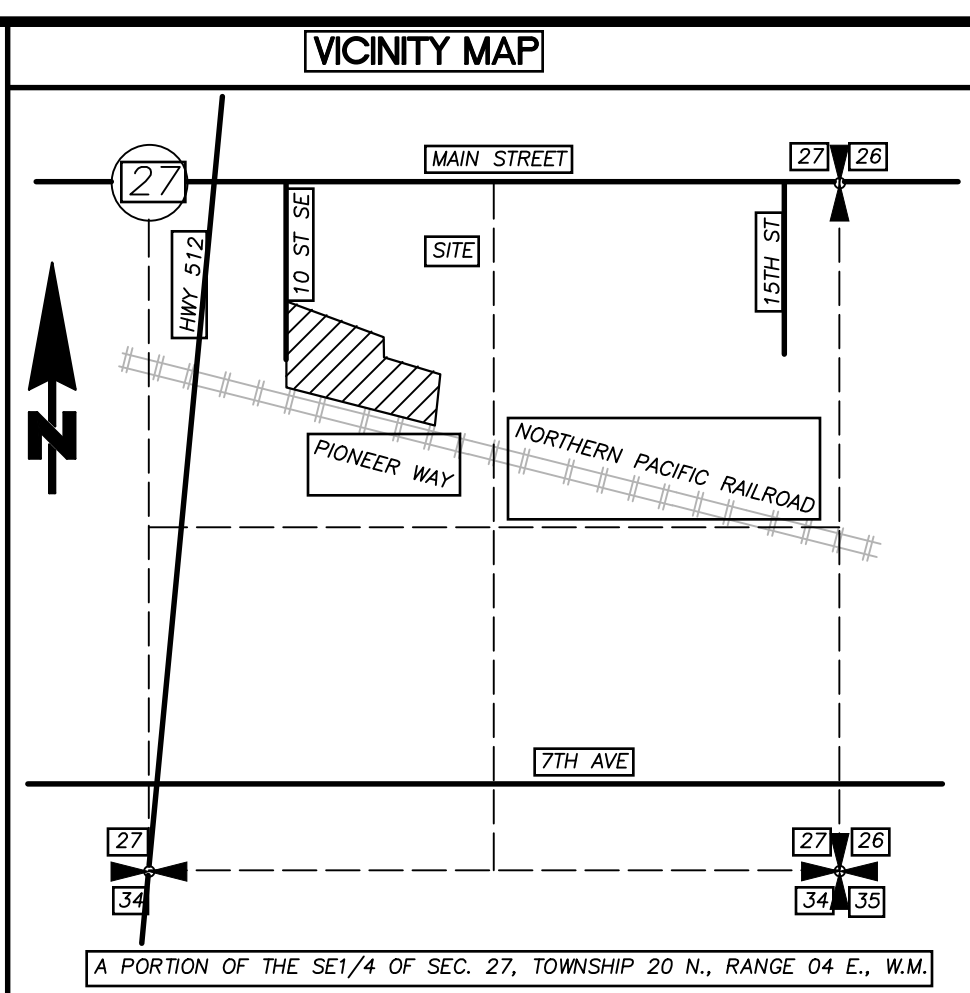 VICINITY MAP
MAIN STREET
27
26
27
HWY 512
10 ST SE
SITE
15TH ST
N
PIONEER WAY
NORTHERN PACIFIC RAILROAD
7TH AVE
27
34
27
26
34
35
A PORTION OF THE SE1/4 OF SEC. 27, TOWNSHIP 20 N., RANGE 04 E., W.M.